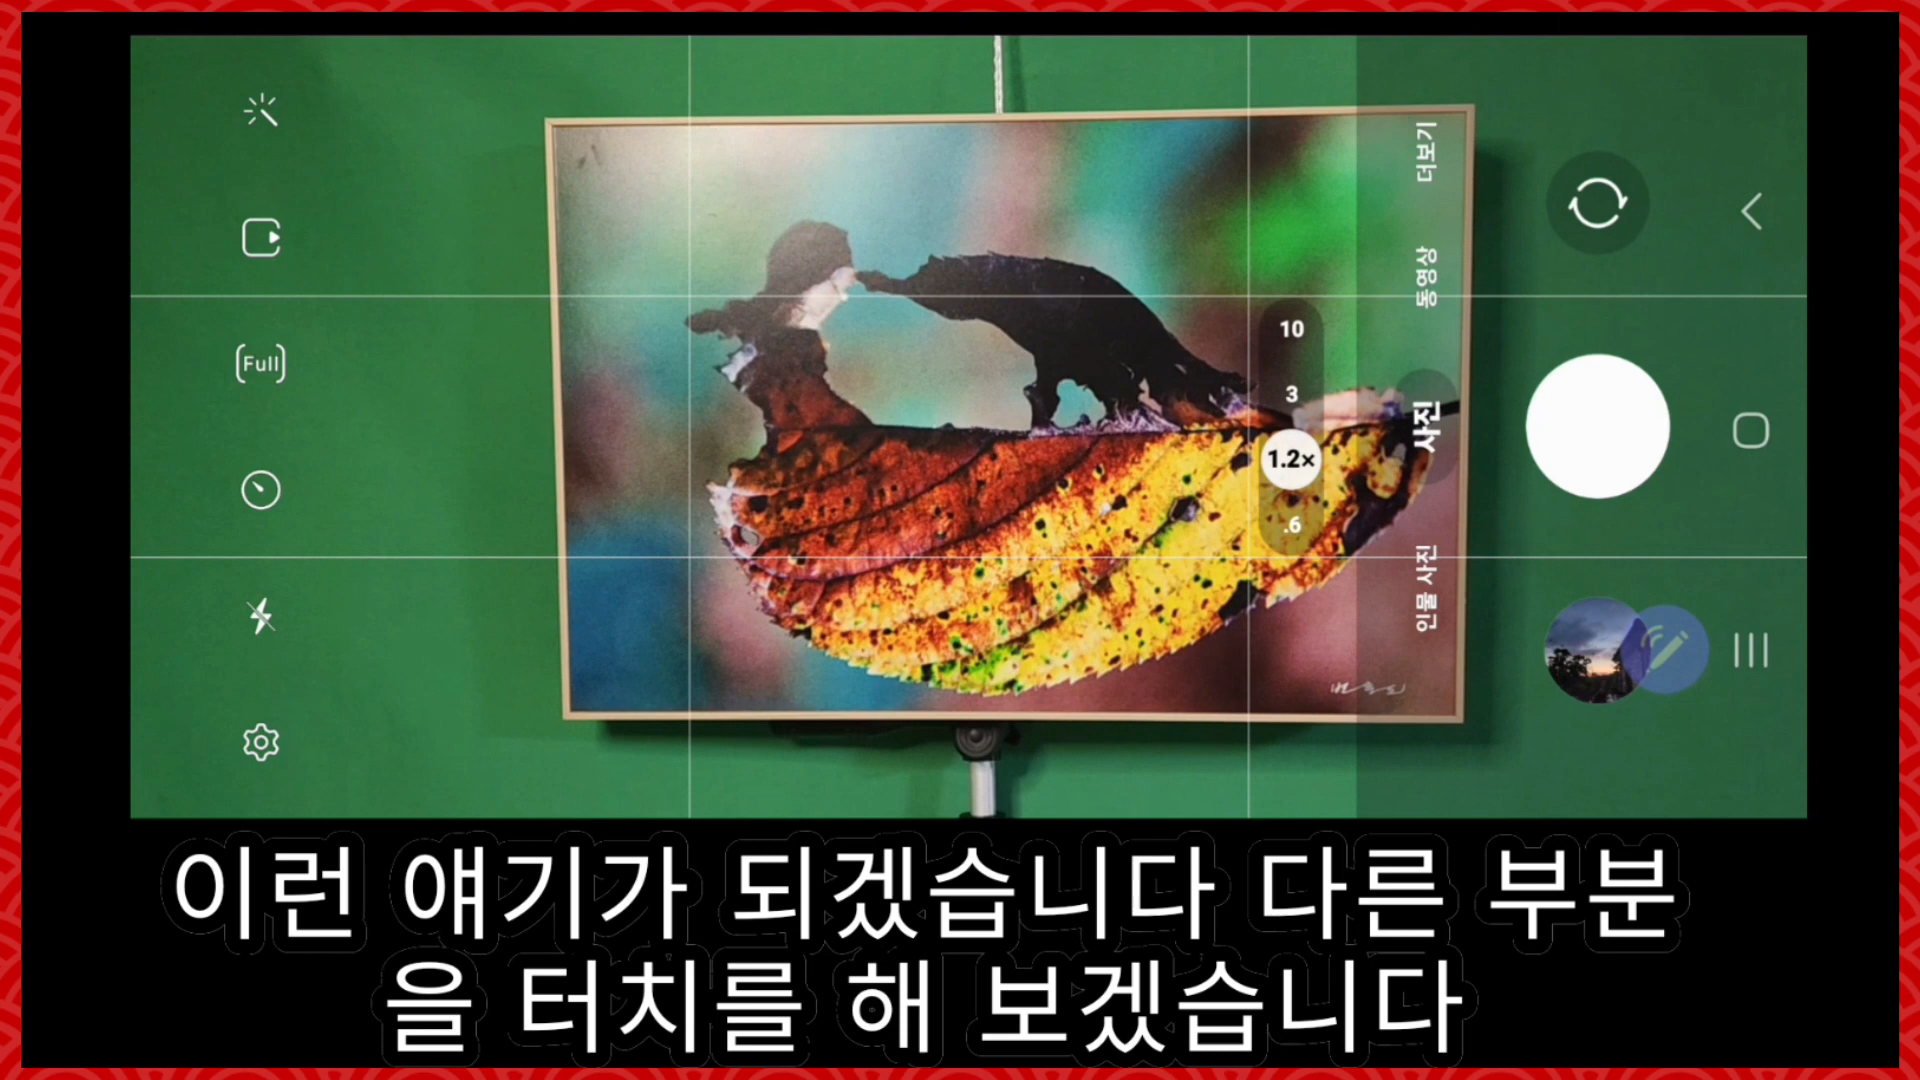 Full
10
3
1.2×
.6
더보기
동영상
사진
인물 사진
이런 얘기가 되겠습니다 다른 부분
을 터치를 해 보겠습니다